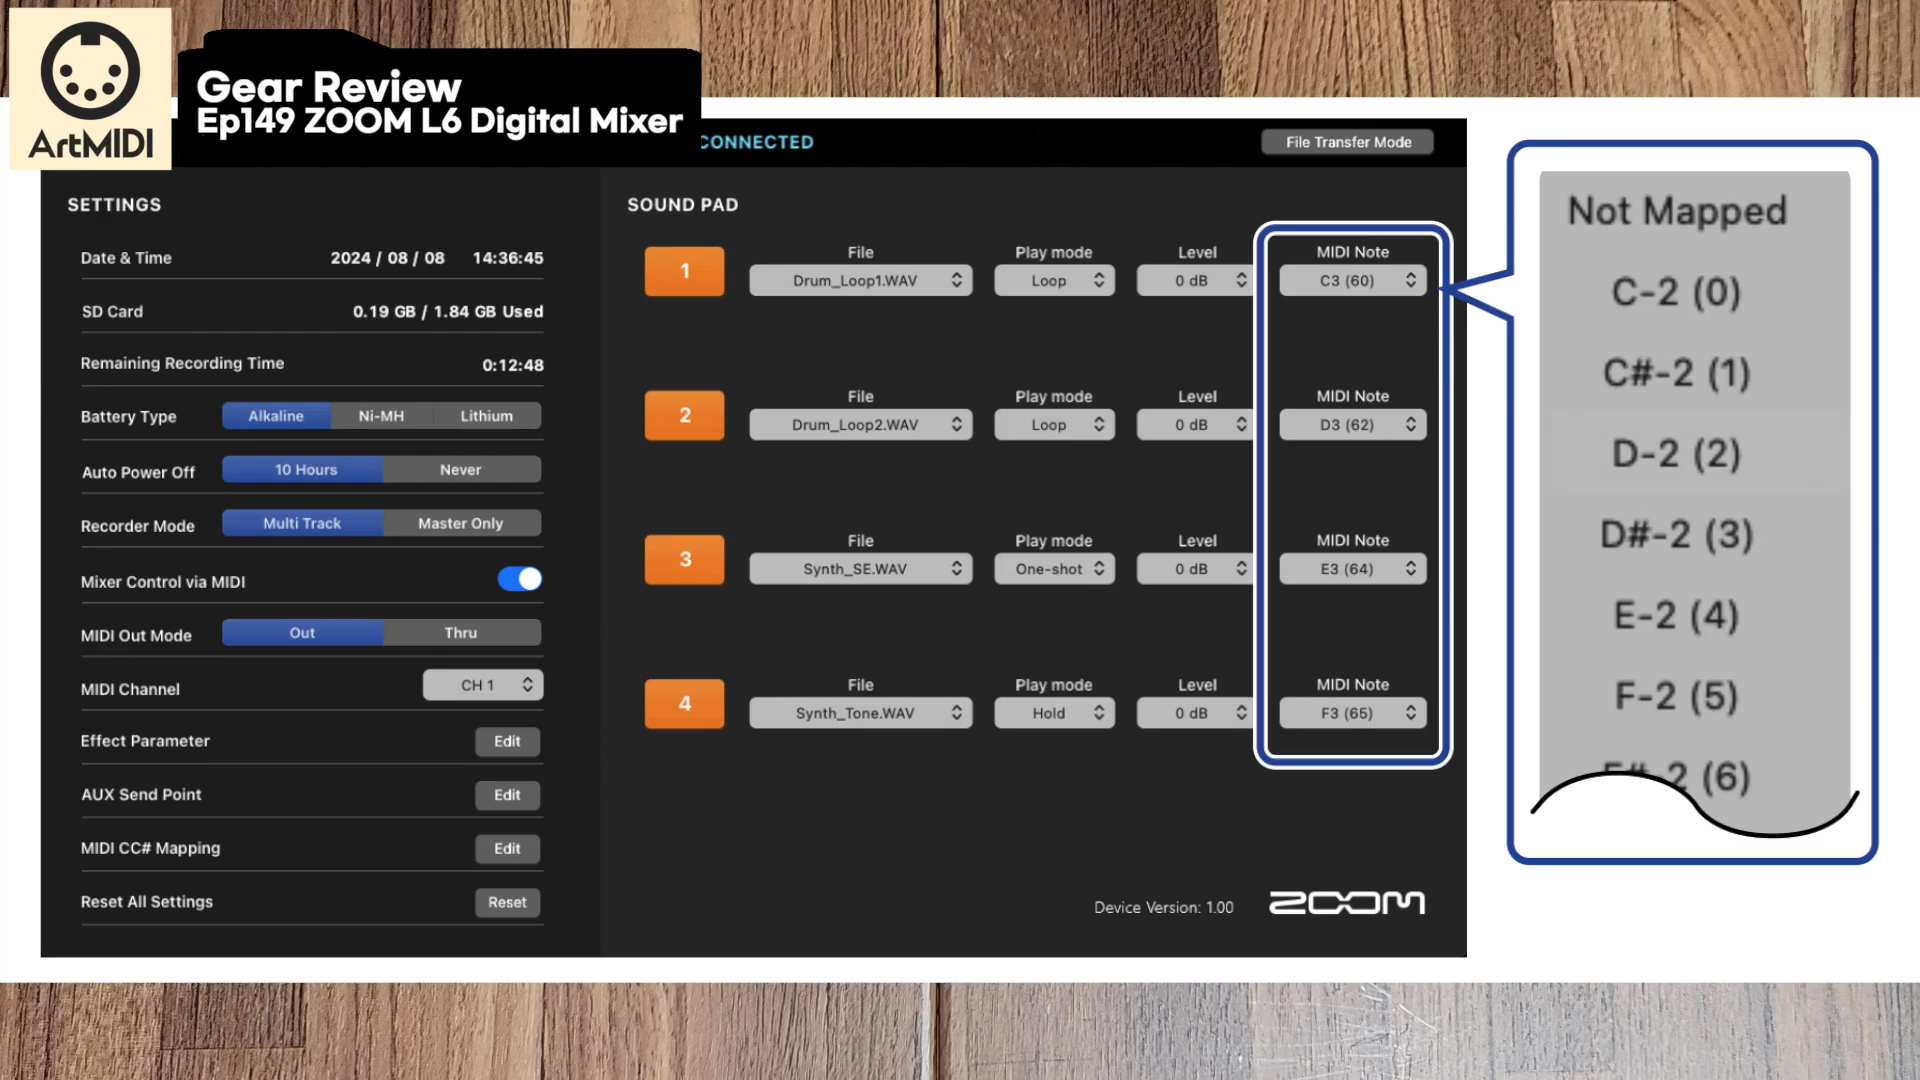 ArtMIDI
Gear Review
Ep149 ZOOM L6 Digital Mixer
CONNECTED
File Transfer Mode
SETTINGS
Date & Time 2024 / 08 / 08 14:36:45
SD Card 0.19 GB / 1.84 GB Used
Remaining Recording Time 0:12:48
Battery Type Alkaline Ni-MH Lithium
Auto Power Off 10 Hours Never
Recorder Mode Multi Track Master Only
Mixer Control via MIDI
MIDI Out Mode Out Thru
MIDI Channel CH 1
Effect Parameter Edit
AUX Send Point Edit
MIDI CC# Mapping Edit
Reset All Settings Reset
SOUND PAD
File Play mode Level MIDI Note
1 Drum_Loop1.WAV Loop 0 dB C3 (60)
File Play mode Level MIDI Note
2 Drum_Loop2.WAV Loop 0 dB D3 (62)
File Play mode Level MIDI Note
3 Synth_SE.WAV One-shot 0 dB E3 (64)
File Play mode Level MIDI Note
4 Synth_Tone.WAV Hold 0 dB F3 (65)
Device Version: 1.00 ZOOM
Not Mapped
C-2 (0)
C#-2 (1)
D-2 (2)
D#-2 (3)
E-2 (4)
F-2 (5)
F#-2 (6)